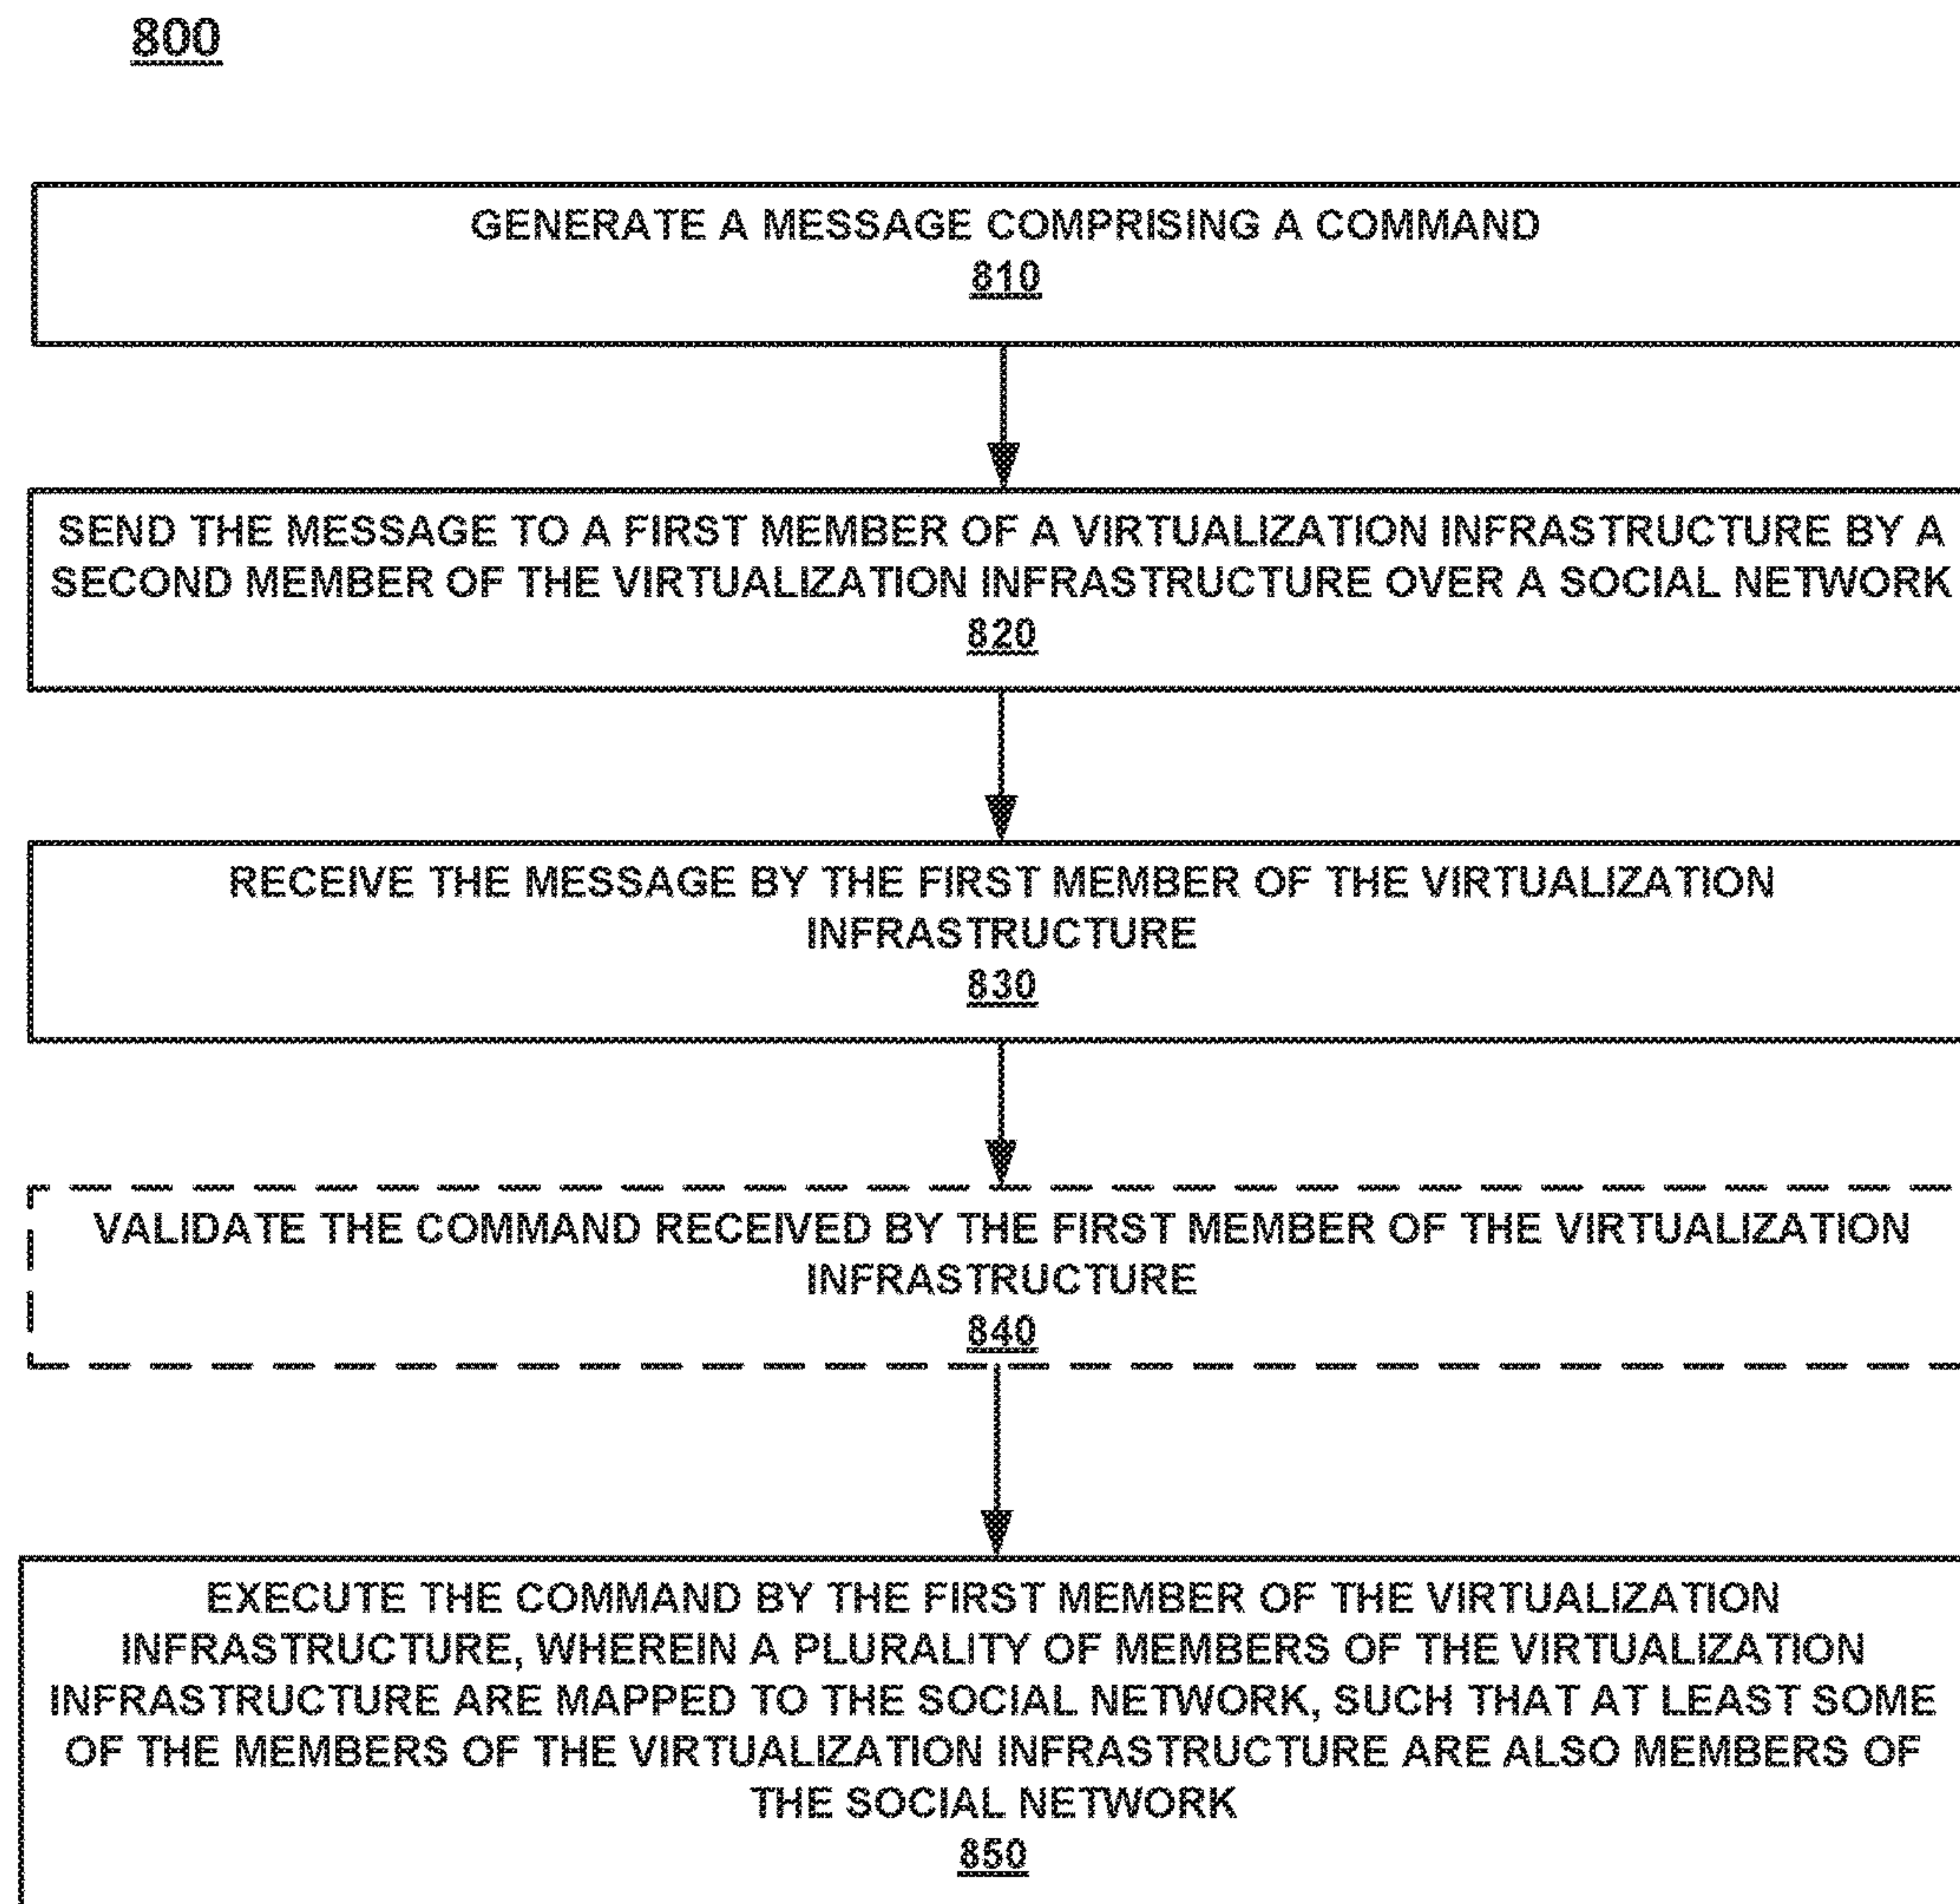 800
GENERATE A MESSAGE COMPRISING A COMMAND
810
SEND THE MESSAGE TO A FIRST MEMBER OF A VIRTUALIZATION INFRASTRUCTURE BY A
SECOND MEMBER OF THE VIRTUALIZATION INFRASTRUCTURE OVER A SOCIAL NETWORK
820
RECEIVE THE MESSAGE BY THE FIRST MEMBER OF THE VIRTUALIZATION
INFRASTRUCTURE
830
VALIDATE THE COMMAND RECEIVED BY THE FIRST MEMBER OF THE VIRTUALIZATION
INFRASTRUCTURE
840
EXECUTE THE COMMAND BY THE FIRST MEMBER OF THE VIRTUALIZATION
INFRASTRUCTURE, WHEREIN A PLURALITY OF MEMBERS OF THE VIRTUALIZATION
INFRASTRUCTURE ARE MAPPED TO THE SOCIAL NETWORK, SUCH THAT AT LEAST SOME
OF THE MEMBERS OF THE VIRTUALIZATION INFRASTRUCTURE ARE ALSO MEMBERS OF
THE SOCIAL NETWORK
850